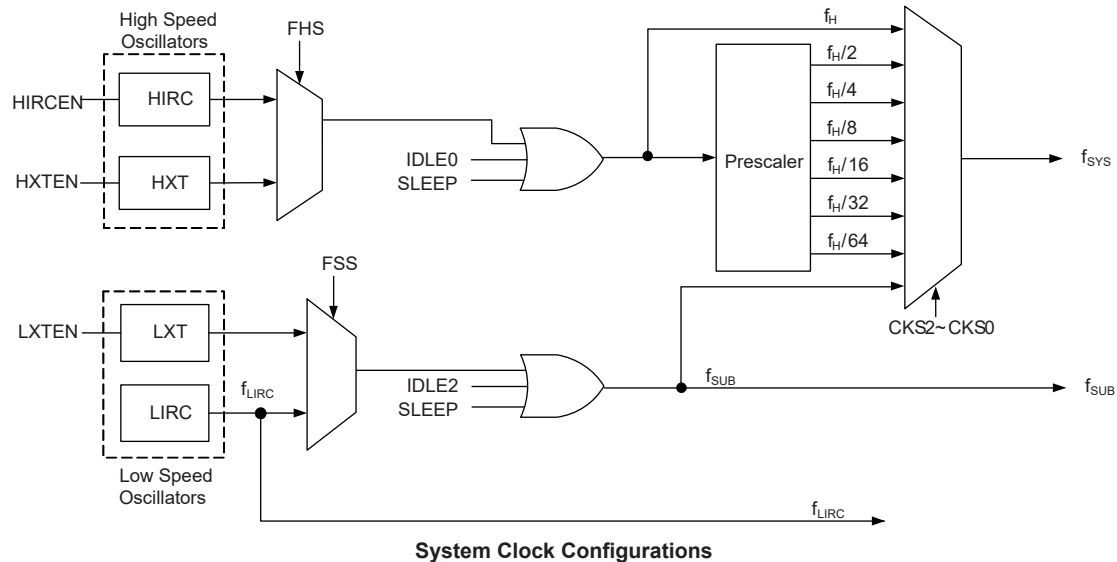 High Speed
Oscillators
FHS
HIRCEN
HIRC
HXTEN
HXT
IDLE0
SLEEP
fH
Prescaler
fH/2
fH/4
fH/8
fH/16
fH/32
fH/64
fSYS
CKS2~CKS0
FSS
LXTEN
LXT
LIRC
fLIRC
IDLE2
SLEEP
fSUB
fSUB
Low Speed
Oscillators
fLIRC
System Clock Configurations